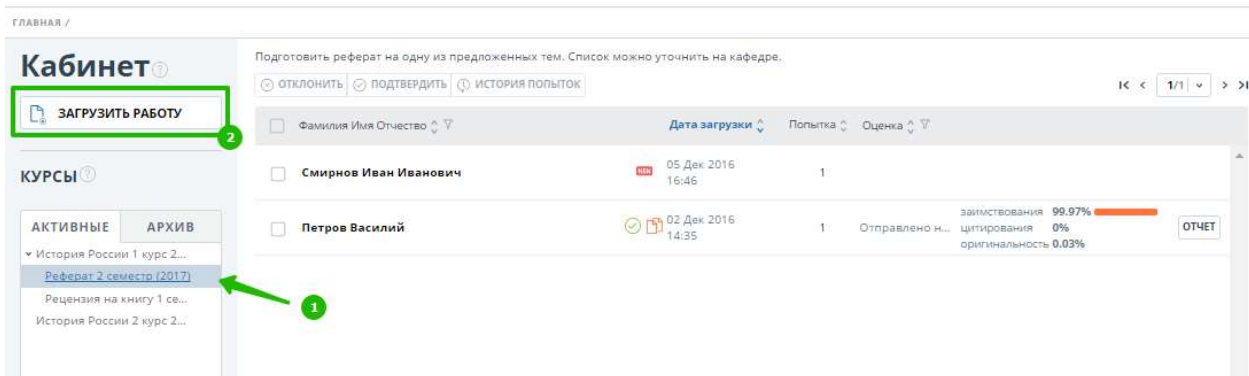 ГЛАВНАЯ /
Кабинет
ЗАГРУЗИТЬ РАБОТУ
2
КУРСЫ
АКТИВНЫЕ АРХИВ
История России 1 курс 2...
Реферат 2 семестр (2017)
Рецензия на книгу 1 се...
История России 2 курс 2...
1
Подготовить реферат на одну из предложенных тем. Список можно уточнить на кафедре.
ОТКЛОНИТЬ ПОДТВЕРДИТЬ ИСТОРИЯ ПОПЫТОК
1/1
Фамилия Имя Отчество Дата загрузки Попытка Оценка
Смирнов Иван Иванович NEW 05 Дек 2016 1
16:46
Петров Василий 02 Дек 2016 1 Отправлено н...
14:35
заимствования 99.97%
цитирования 0%
оригинальность 0.03%
ОТЧЕТ